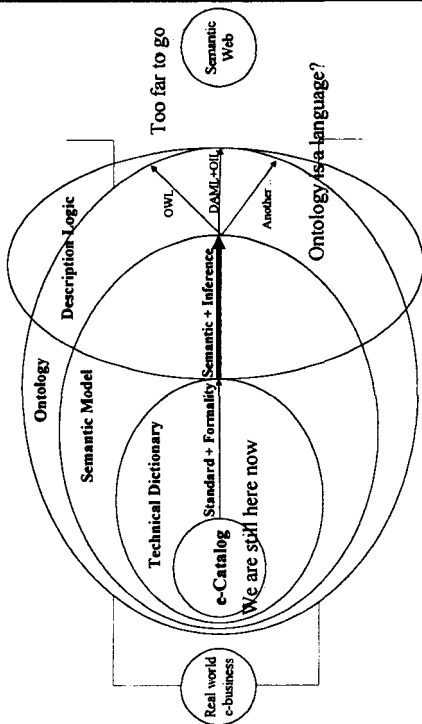 Semantic
Web
Too far to go
Ontology is a language?
OWL
DAML+OIL
Another ..
Description Logic
Ontology
Semantic Model
Technical Dictionary
Standard + Formality
Semantic + Inference
e-Catalog
We are still here now
Real world
e-business